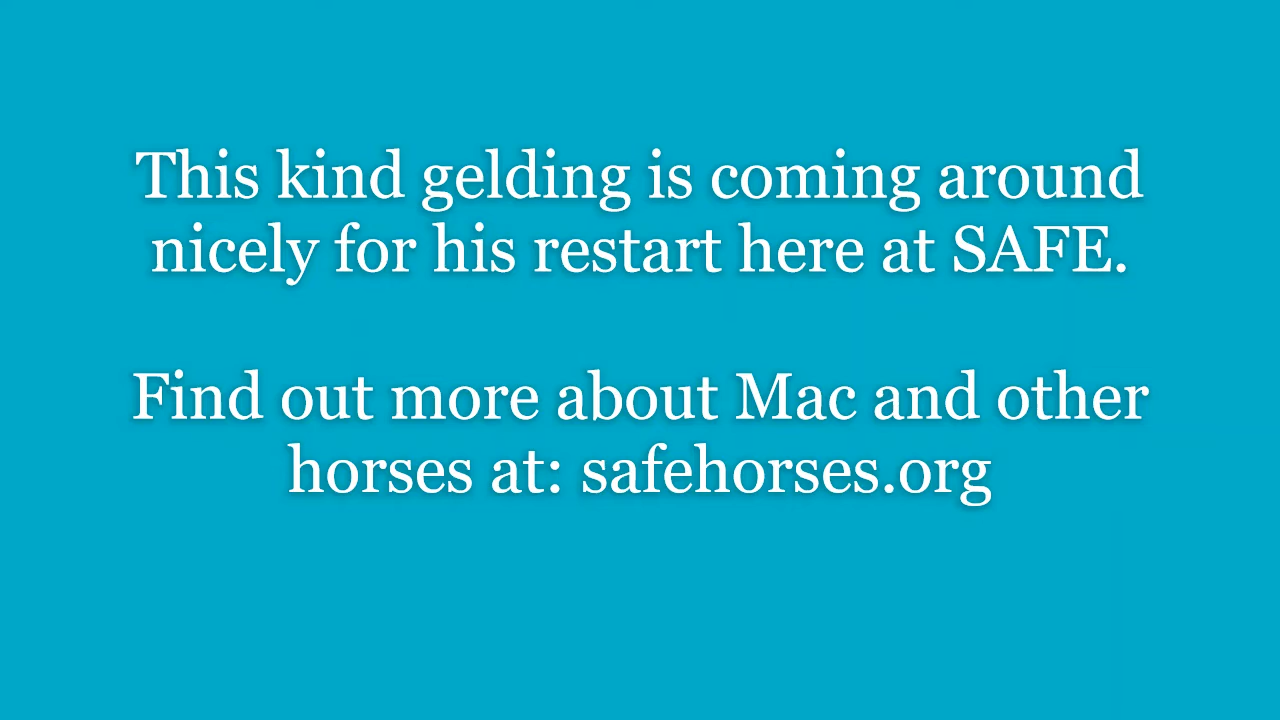 This kind gelding is coming around
nicely for his restart here at SAFE.
Find out more about Mac and other
horses at: safehorses.org